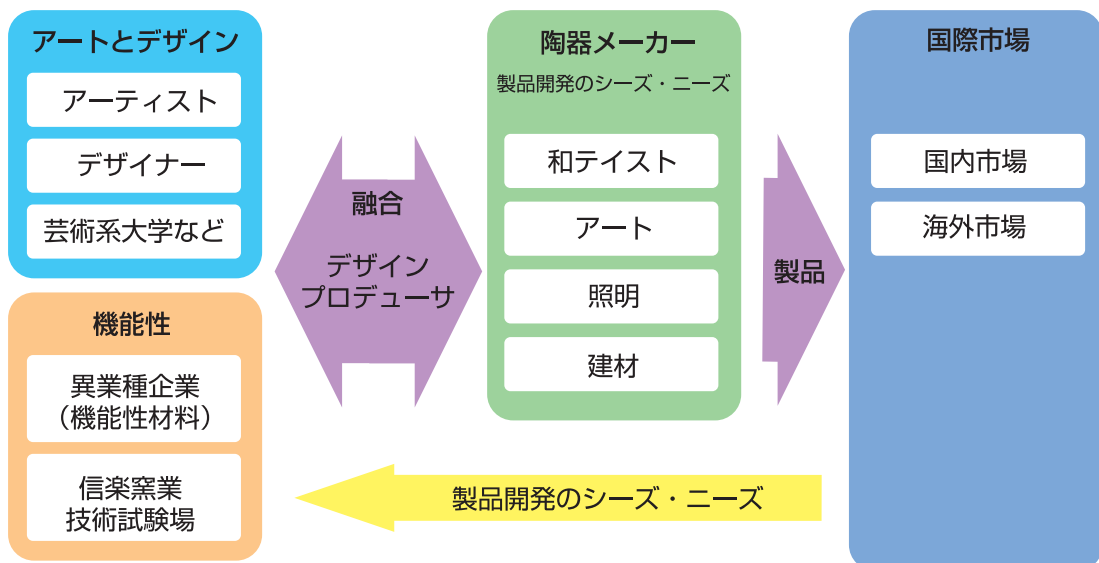 アートとデザイン
アーティスト
デザイナー
芸術系大学など
機能性
異業種企業
(機能性材料)
信楽窯業
技術試験場
融合
デザイン
プロデューサ
陶器メーカー
製品開発のシーズ・ニーズ
和テイスト
アート
照明
建材
製品
国際市場
国内市場
海外市場
製品開発のシーズ・ニーズ